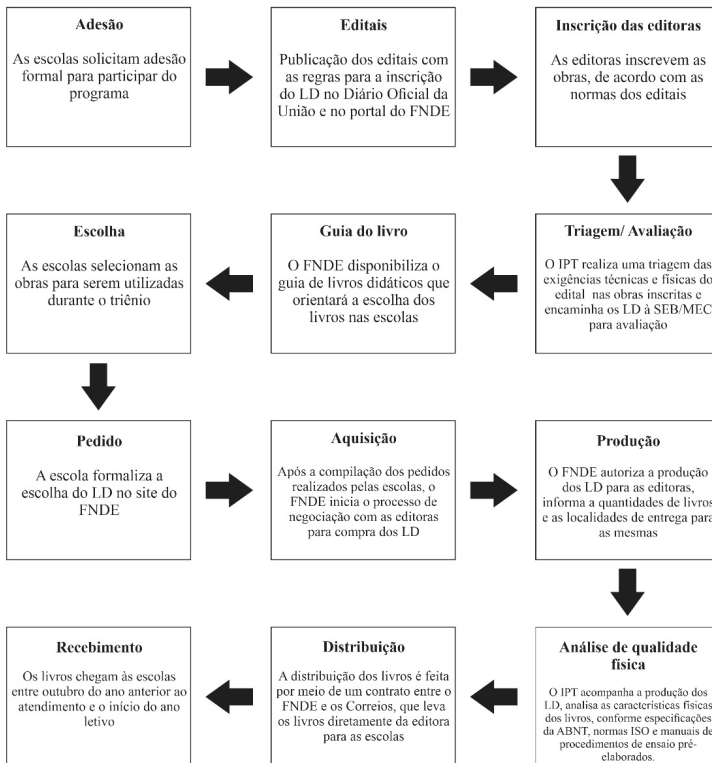 Adesão
As escolas solicitam adesão
formal para participar do
programa
Editais
Publicação dos editais com
as regras para a inscrição
do LD no Diário Oficial da
União e no portal do FNDE
Inscrição das editoras
As editoras inscrevem as
obras, de acordo com as
normas dos editais
Triagem/ Avaliação
O IPT realiza uma triagem das
exigências técnicas e físicas do
edital nas obras inscritas e
encaminha os LD à SEB/MEC
para avaliação
Guia do livro
O FNDE disponibiliza o
guia de livros didáticos que
orientará a escolha dos
livros nas escolas
Escolha
As escolas selecionam as
obras para serem utilizadas
durante o triênio
Pedido
A escola formaliza a
escolha do LD no site do
FNDE
Aquisição
Após a compilação dos pedidos
realizados pelas escolas, o
FNDE inicia o processo de
negociação com as editoras
para compra dos LD
Produção
O FNDE autoriza a produção
dos LD para as editoras,
informa a quantidades de livros
e as localidades de entrega para
as mesmas
Análise de qualidade
física
O IPT acompanha a produção dos
LD, analisa as características físicas
dos livros, conforme especificações
da ABNT, normas ISO e manuais de
procedimentos de ensaio pré-
elaborados.
Distribuição
A distribuição dos livros é feita
por meio de um contrato entre o
FNDE e os Correios, que leva
os livros diretamente da editora
para as escolas
Recebimento
Os livros chegam às escolas
entre outubro do ano anterior ao
atendimento e o início do ano
letivo